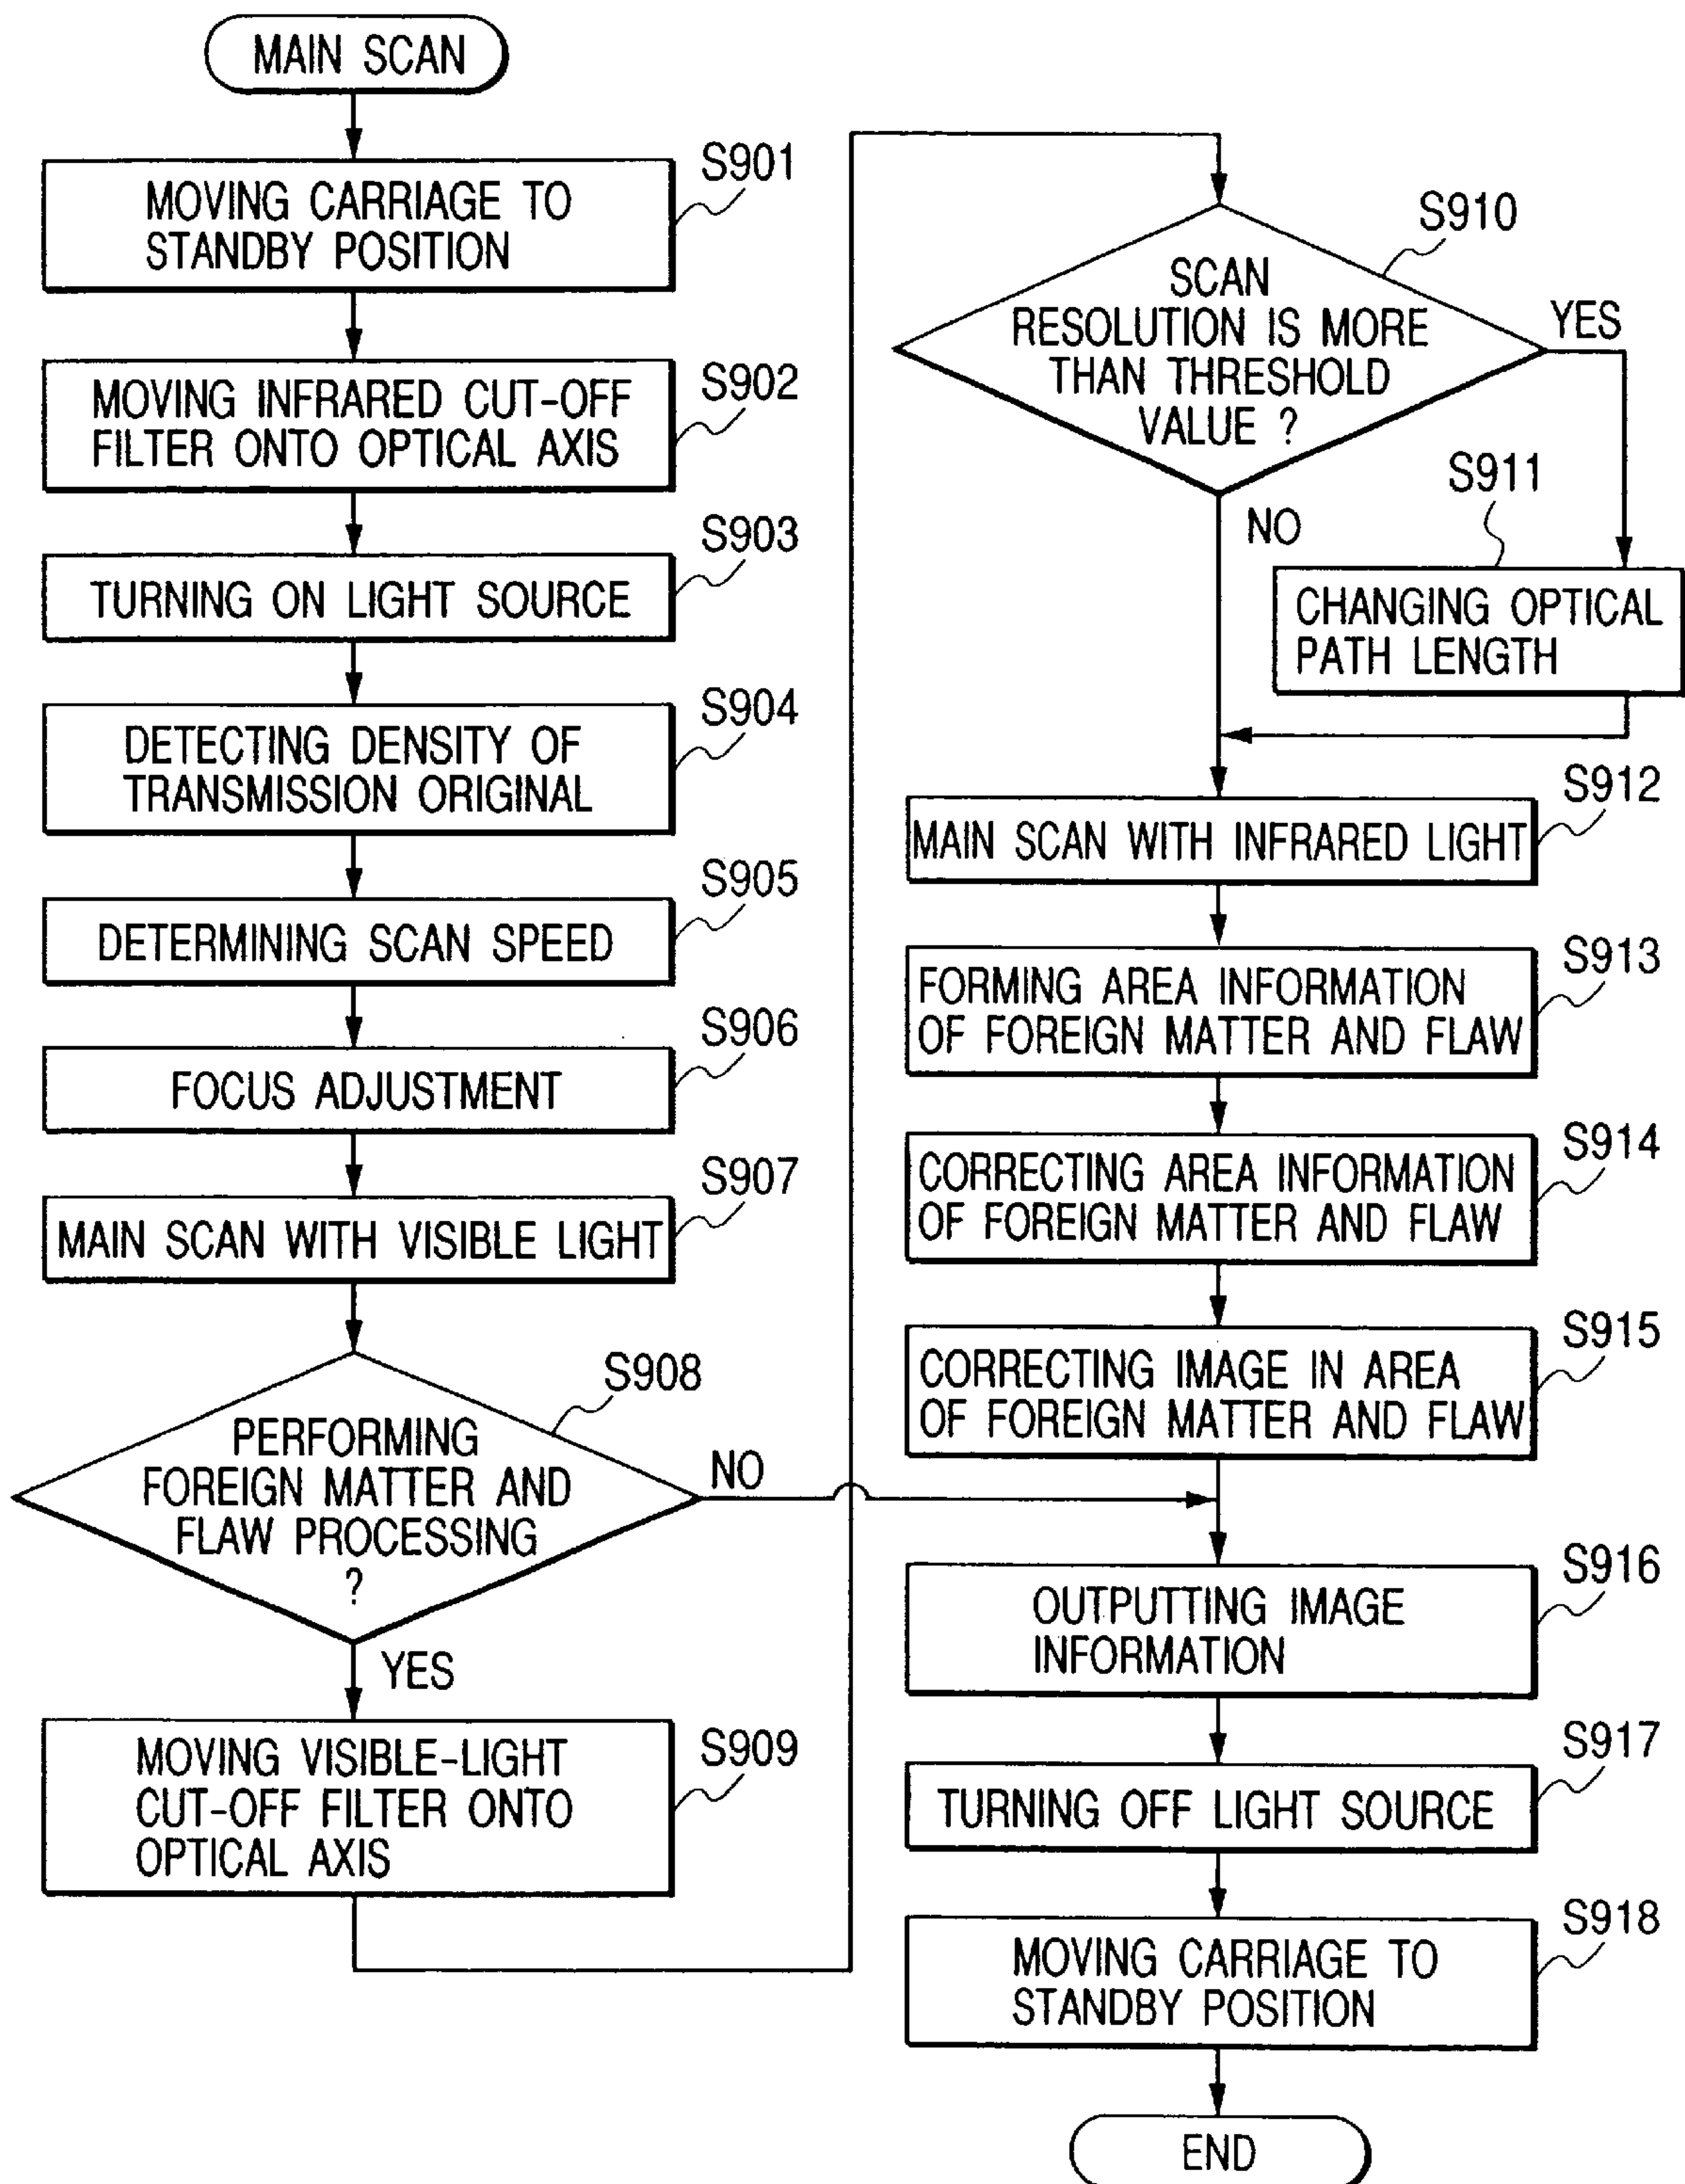 MAIN SCAN
S901
MOVING CARRIAGE TO
STANDBY POSITION
S902
MOVING INFRARED CUT-OFF
FILTER ONTO OPTICAL AXIS
S903
TURNING ON LIGHT SOURCE
S904
DETECTING DENSITY OF
TRANSMISSION ORIGINAL
S905
DETERMINING SCAN SPEED
S906
FOCUS ADJUSTMENT
S907
MAIN SCAN WITH VISIBLE LIGHT
S908
PERFORMING
FOREIGN MATTER AND
FLAW PROCESSING
?
NO
YES
S909
MOVING VISIBLE-LIGHT
CUT-OFF FILTER ONTO
OPTICAL AXIS
S910
SCAN
RESOLUTION IS MORE
THAN THRESHOLD
VALUE ?
YES
NO
S911
CHANGING OPTICAL
PATH LENGTH
S912
MAIN SCAN WITH INFRARED LIGHT
S913
FORMING AREA INFORMATION
OF FOREIGN MATTER AND FLAW
S914
CORRECTING AREA INFORMATION
OF FOREIGN MATTER AND FLAW
S915
CORRECTING IMAGE IN AREA
OF FOREIGN MATTER AND FLAW
S916
OUTPUTTING IMAGE
INFORMATION
S917
TURNING OFF LIGHT SOURCE
S918
MOVING CARRIAGE TO
STANDBY POSITION
END